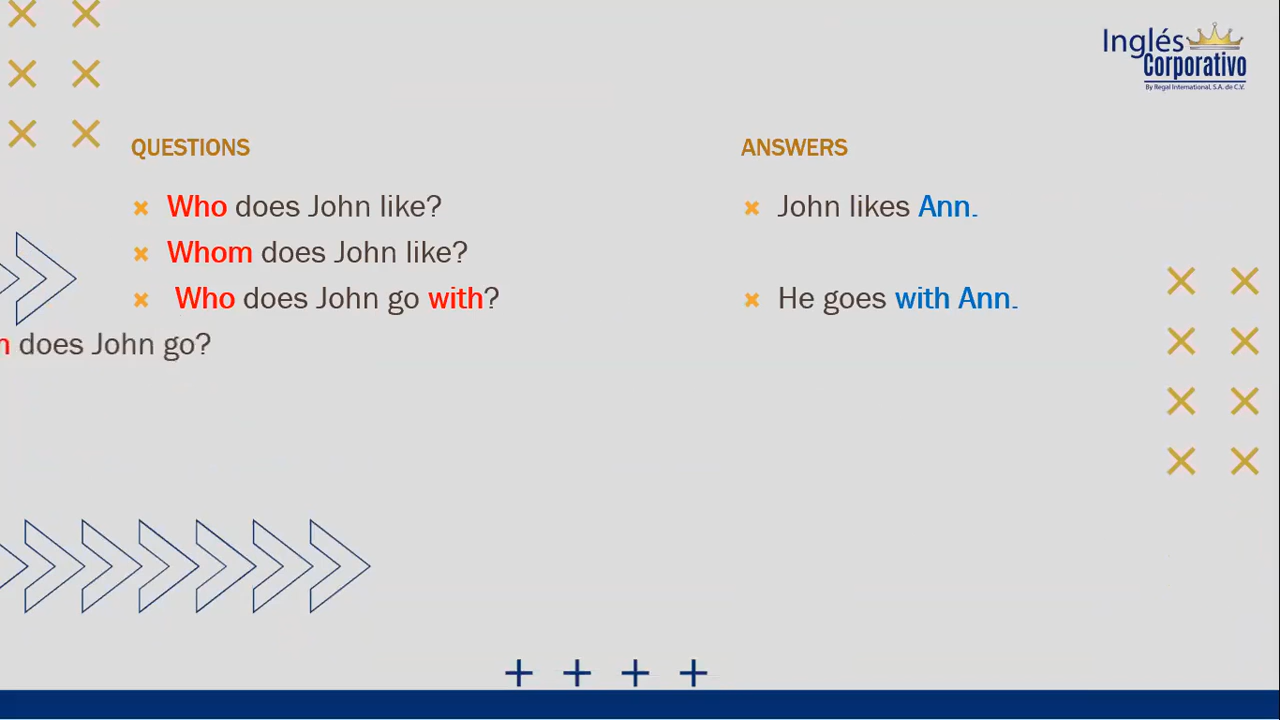 Inglés
Corporativo
By Regal International, S.A. de C.V.
QUESTIONS
ANSWERS
Who does John like?
John likes Ann.
Whom does John like?
Who does John go with?
He goes with Ann.
does John go?